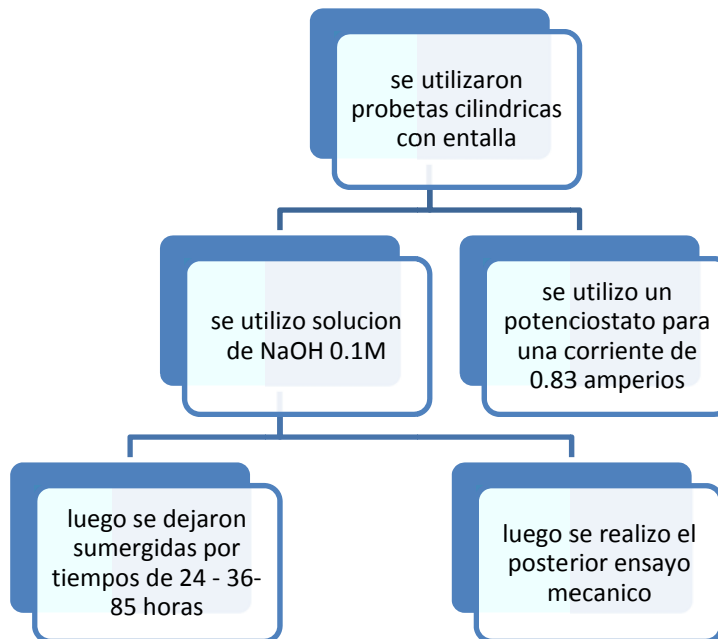 se utilizaron
probetas cilindricas
con entalla
se utilizo solucion
de NaOH 0.1M
se utilizo un
potenciostato para
una corriente de
0.83 amperios
luego se dejaron
sumergidas por
tiempos de 24 - 36-
85 horas
luego se realizo el
posterior ensayo
mecanico